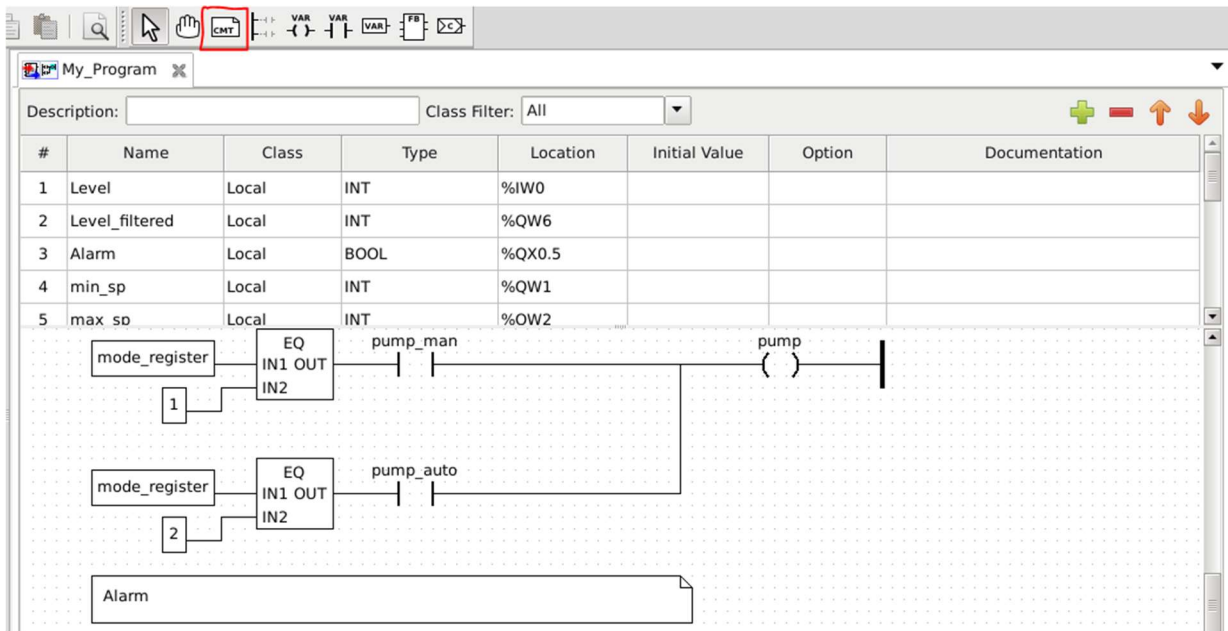 CMT VAR VAR VAR FB >C
My_Program
Description: Class Filter: All
# Name Class Type Location Initial Value Option Documentation
1 Level Local INT %IW0
2 Level_filtered Local INT %QW6
3 Alarm Local BOOL %QX0.5
4 min_sp Local INT %QW1
5 max_sp Local INT %QW2
EQ pump_man pump
mode_register IN1 OUT
IN2
1
EQ pump_auto
mode_register IN1 OUT
IN2
2
Alarm